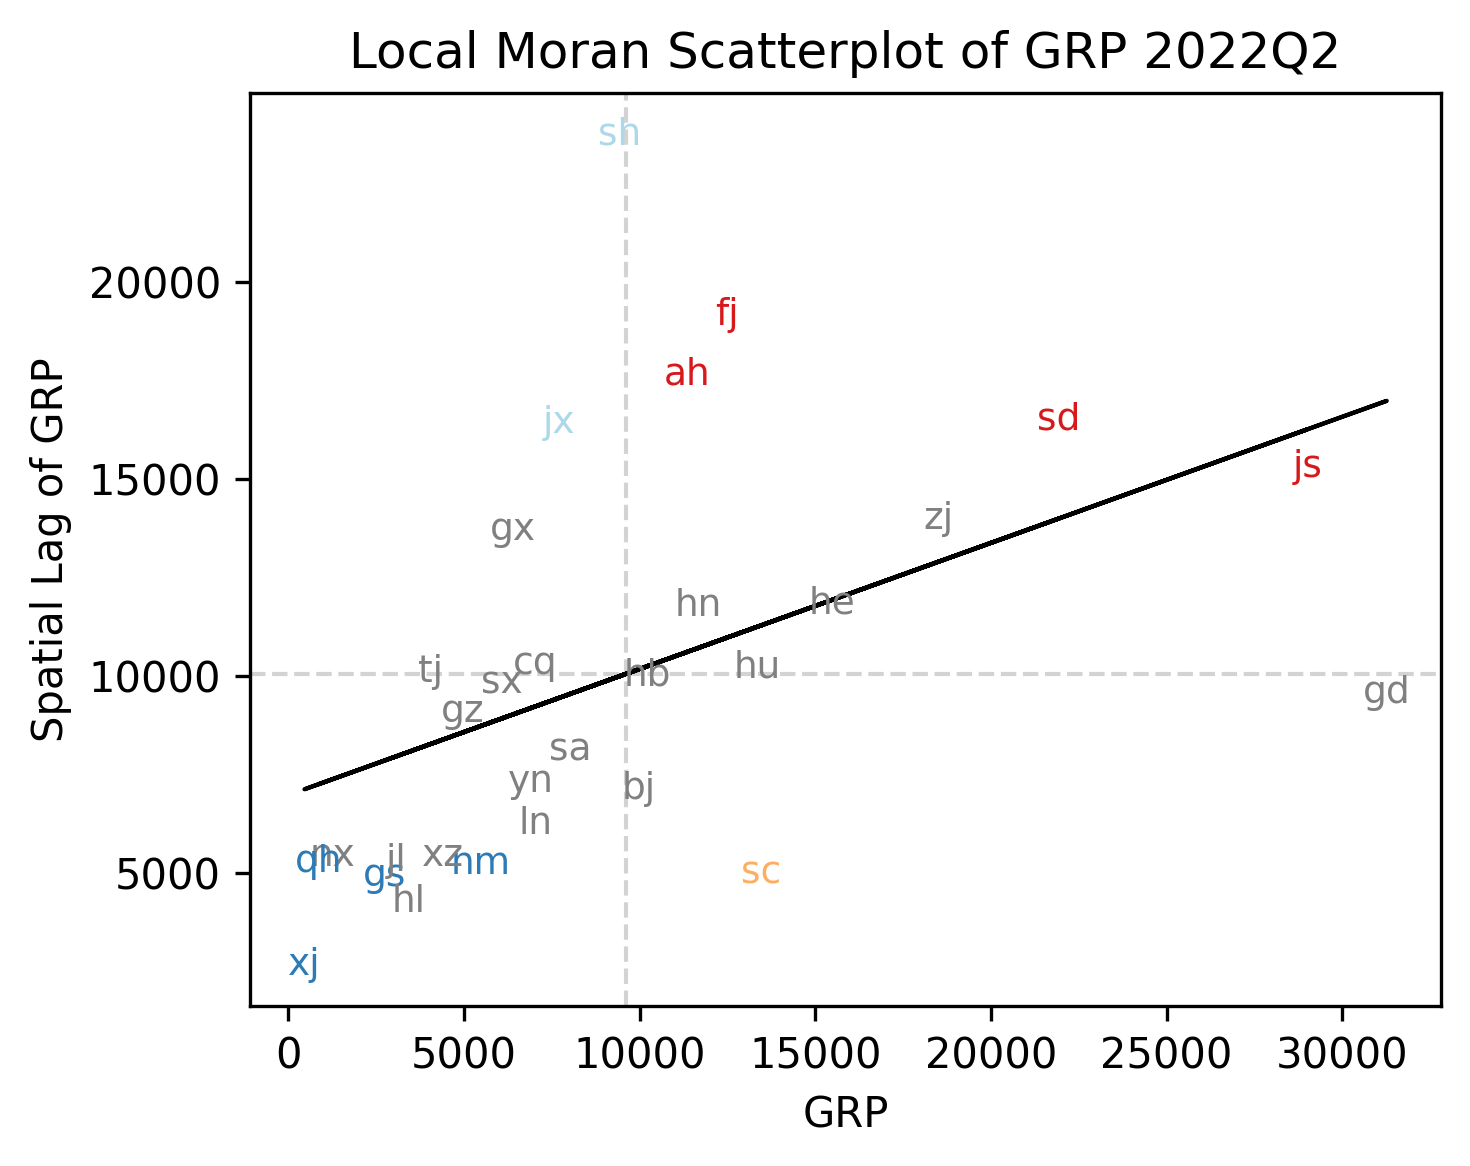 Local Moran Scatterplot of GRP 2022Q2
sh
20000
fj
ah
jx
sd
15000
js
gx
zj
hn
he
tj
cq
hu
10000
sx
hb
gd
gz
sa
yn
bj
ln
qh
nx
jl
xz
nm
5000
gs
sc
hl
xj
0
5000
10000
15000
20000
25000
30000
GRP
Spatial Lag of GRP